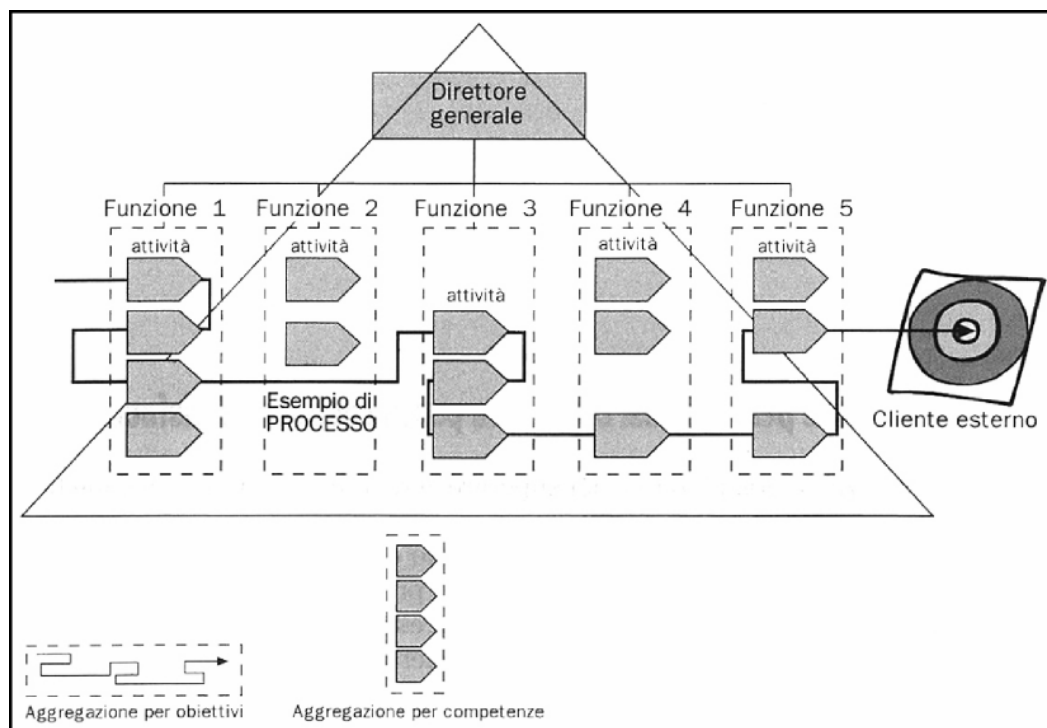 Direttore
generale
Funzione 1
Funzione 2
Funzione 3
Funzione 4
Funzione 5
attività
attività
attività
attività
attività
Esempio di
PROCESSO
Cliente esterno
Aggregazione per obiettivi
Aggregazione per competenze